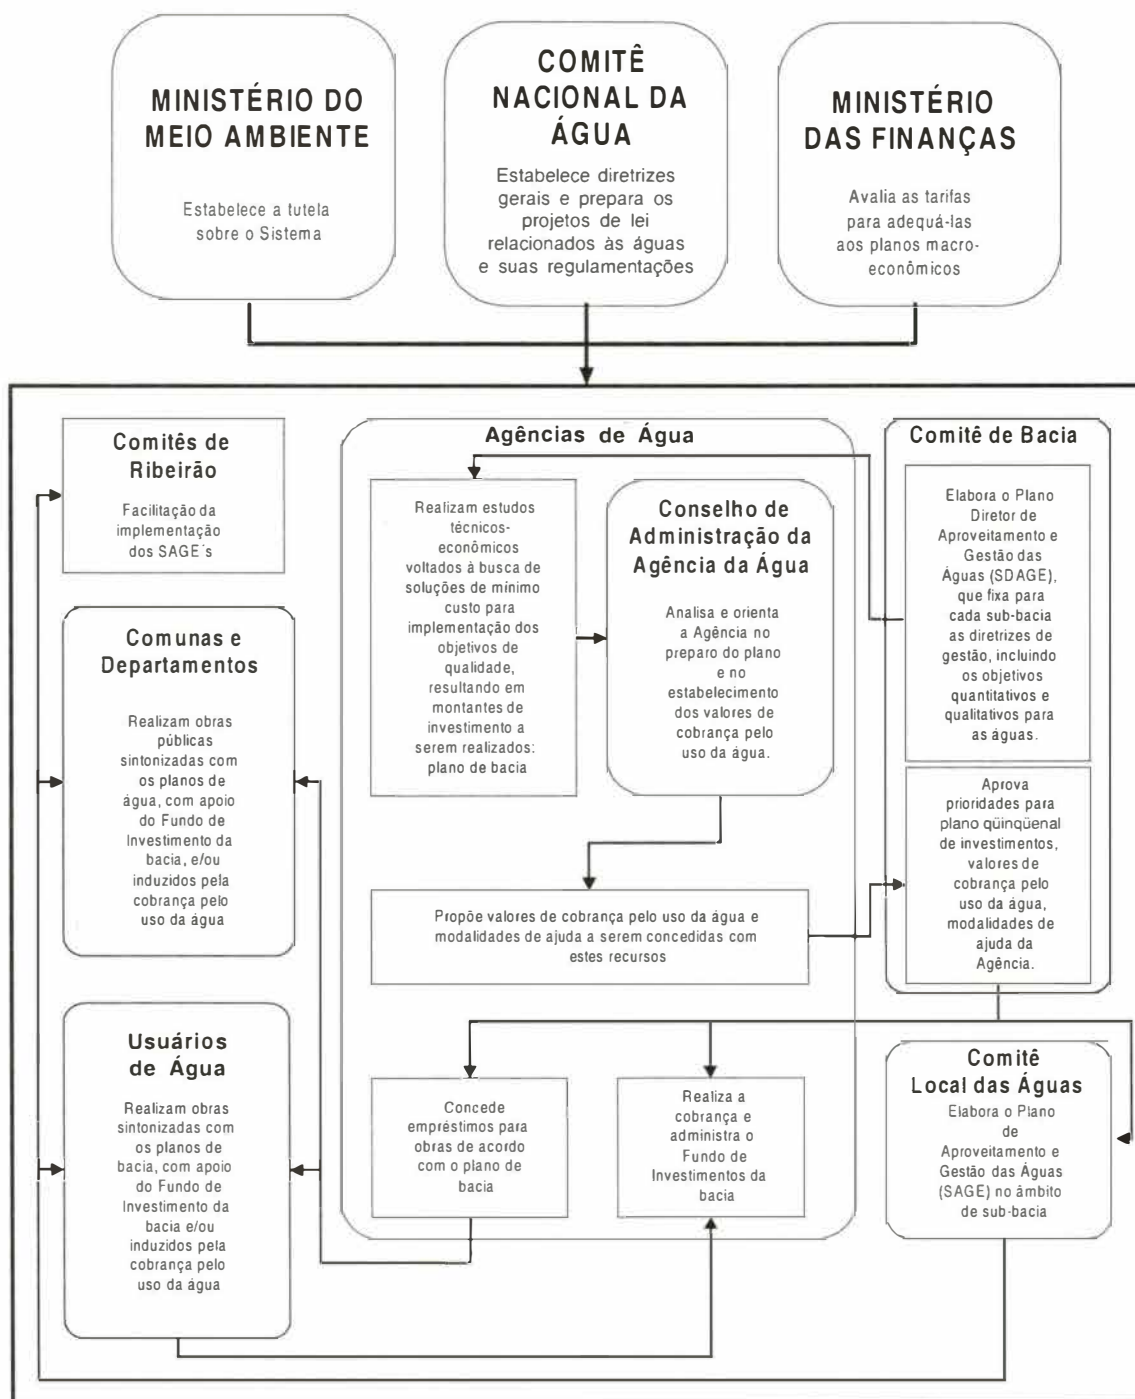 MINISTÉRIO DO
MEIO AMBIENTE
Estabelece a tutela
sobre o Sistema
COMITÊ
NACIONAL DA
ÁGUA
Estabelece diretrizes
gerais e prepara os
projetos de lei
relacionados às águas
e suas regulamentações
MINISTÉRIO
DAS FINANÇAS
Avalia as tarifas
para adequá-las
aos planos macro-
econômicos
Comitês de
Ribeirão
Facilitação da
implementação
dos SAGE´s
Comunas e
Departamentos
Realizam obras
públicas
sintonizadas com
os planos de
água, com apoio
do Fundo de
Investimento da
bacia, e/ou
induzidos pela
cobrança pelo
uso da água
Usuários
de Água
Realizam obras
sintonizadas com
os planos de
bacia, com apoio
do Fundo de
Investimento da
bacia e/ou
induzidos pela
cobrança pelo
uso da água
Agências de Água
Realizam estudos
técnicos-
econômicos
voltados à busca de
soluções de mínimo
custo para
implementação dos
objetivos de
qualidade,
resultando em
montantes de
investimento a
serem realizados:
plano de bacia
Conselho de
Administração da
Agência da Água
Analisa e orienta
a Agência no
preparo do plano
e no
estabelecimento
dos valores de
cobrança pelo
uso da água.
Propõe valores de cobrança pelo uso da água e
modalidades de ajuda a serem concedidas com
estes recursos
Concede
empréstimos para
obras de acordo
com o plano de
bacia
Realiza a
cobrança e
administra o
Fundo de
Investimentos da
bacia
Comitê de Bacia
Elabora o Plano
Diretor de
Aproveitamento e
Gestão das
Águas (SDAGE),
que fixa para
cada sub-bacia
as diretrizes de
gestão, incluindo
os objetivos
quantitativos e
qualitativos para
as águas.
Aprova
prioridades para
plano qüinqüenal
de investimentos,
valores de
cobrança pelo
uso da água,
modalidades de
ajuda da
Agência.
Comitê
Local das Águas
Elabora o Plano
de
Aproveitamento e
Gestão das Águas
(SAGE) no âmbito
de sub-bacia